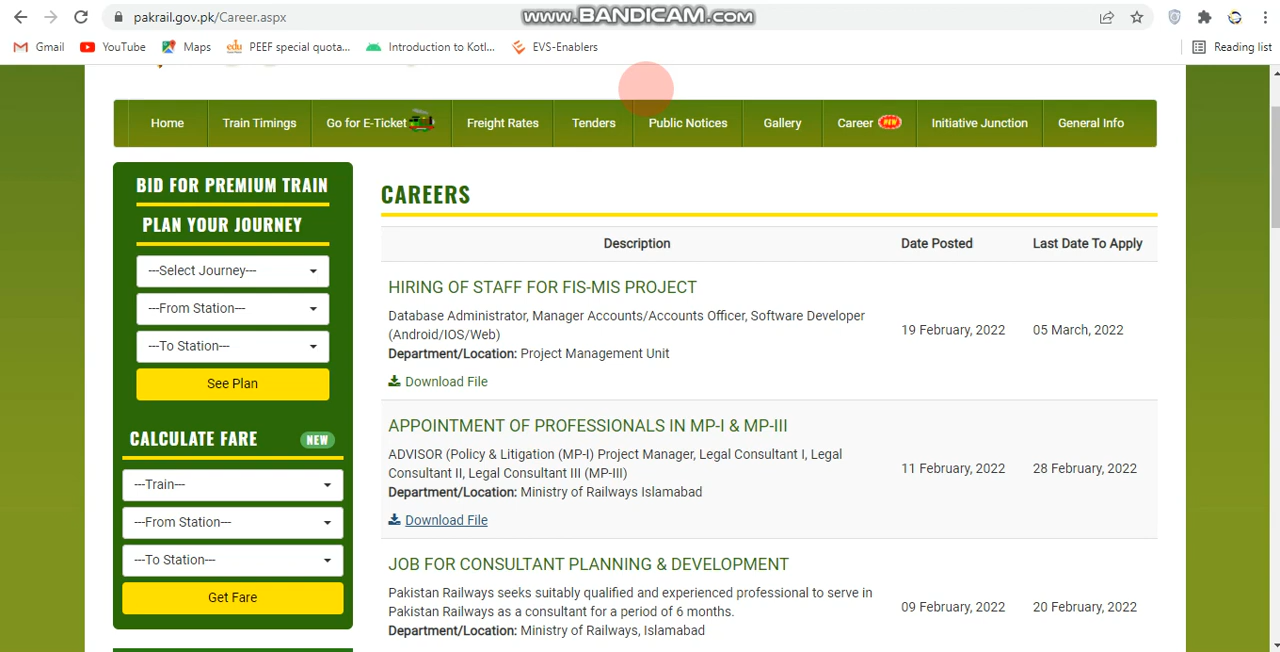 pakrail.gov.pk/Career.aspx
www.BANDICAM.com
Gmail
YouTube
Maps
PEEF special quota...
Introduction to Kotl...
EVS-Enablers
Reading list
Home
Train Timings
Go for E-Ticket
Freight Rates
Tenders
Public Notices
Gallery
Career NEW
Initiative Junction
General Info
BID FOR PREMIUM TRAIN
PLAN YOUR JOURNEY
---Select Journey---
---From Station---
---To Station---
See Plan
CALCULATE FARE NEW
---Train---
---From Station---
---To Station---
Get Fare
CAREERS
Description Date Posted Last Date To Apply
HIRING OF STAFF FOR FIS-MIS PROJECT
Database Administrator, Manager Accounts/Accounts Officer, Software Developer
(Android/IOS/Web)
Department/Location: Project Management Unit
Download File
19 February, 2022 05 March, 2022
APPOINTMENT OF PROFESSIONALS IN MP-I & MP-III
ADVISOR (Policy & Litigation (MP-I) Project Manager, Legal Consultant I, Legal
Consultant II, Legal Consultant III (MP-III)
Department/Location: Ministry of Railways Islamabad
Download File
11 February, 2022 28 February, 2022
JOB FOR CONSULTANT PLANNING & DEVELOPMENT
Pakistan Railways seeks suitably qualified and experienced professional to serve in
Pakistan Railways as a consultant for a period of 6 months.
Department/Location: Ministry of Railways, Islamabad
09 February, 2022 20 February, 2022